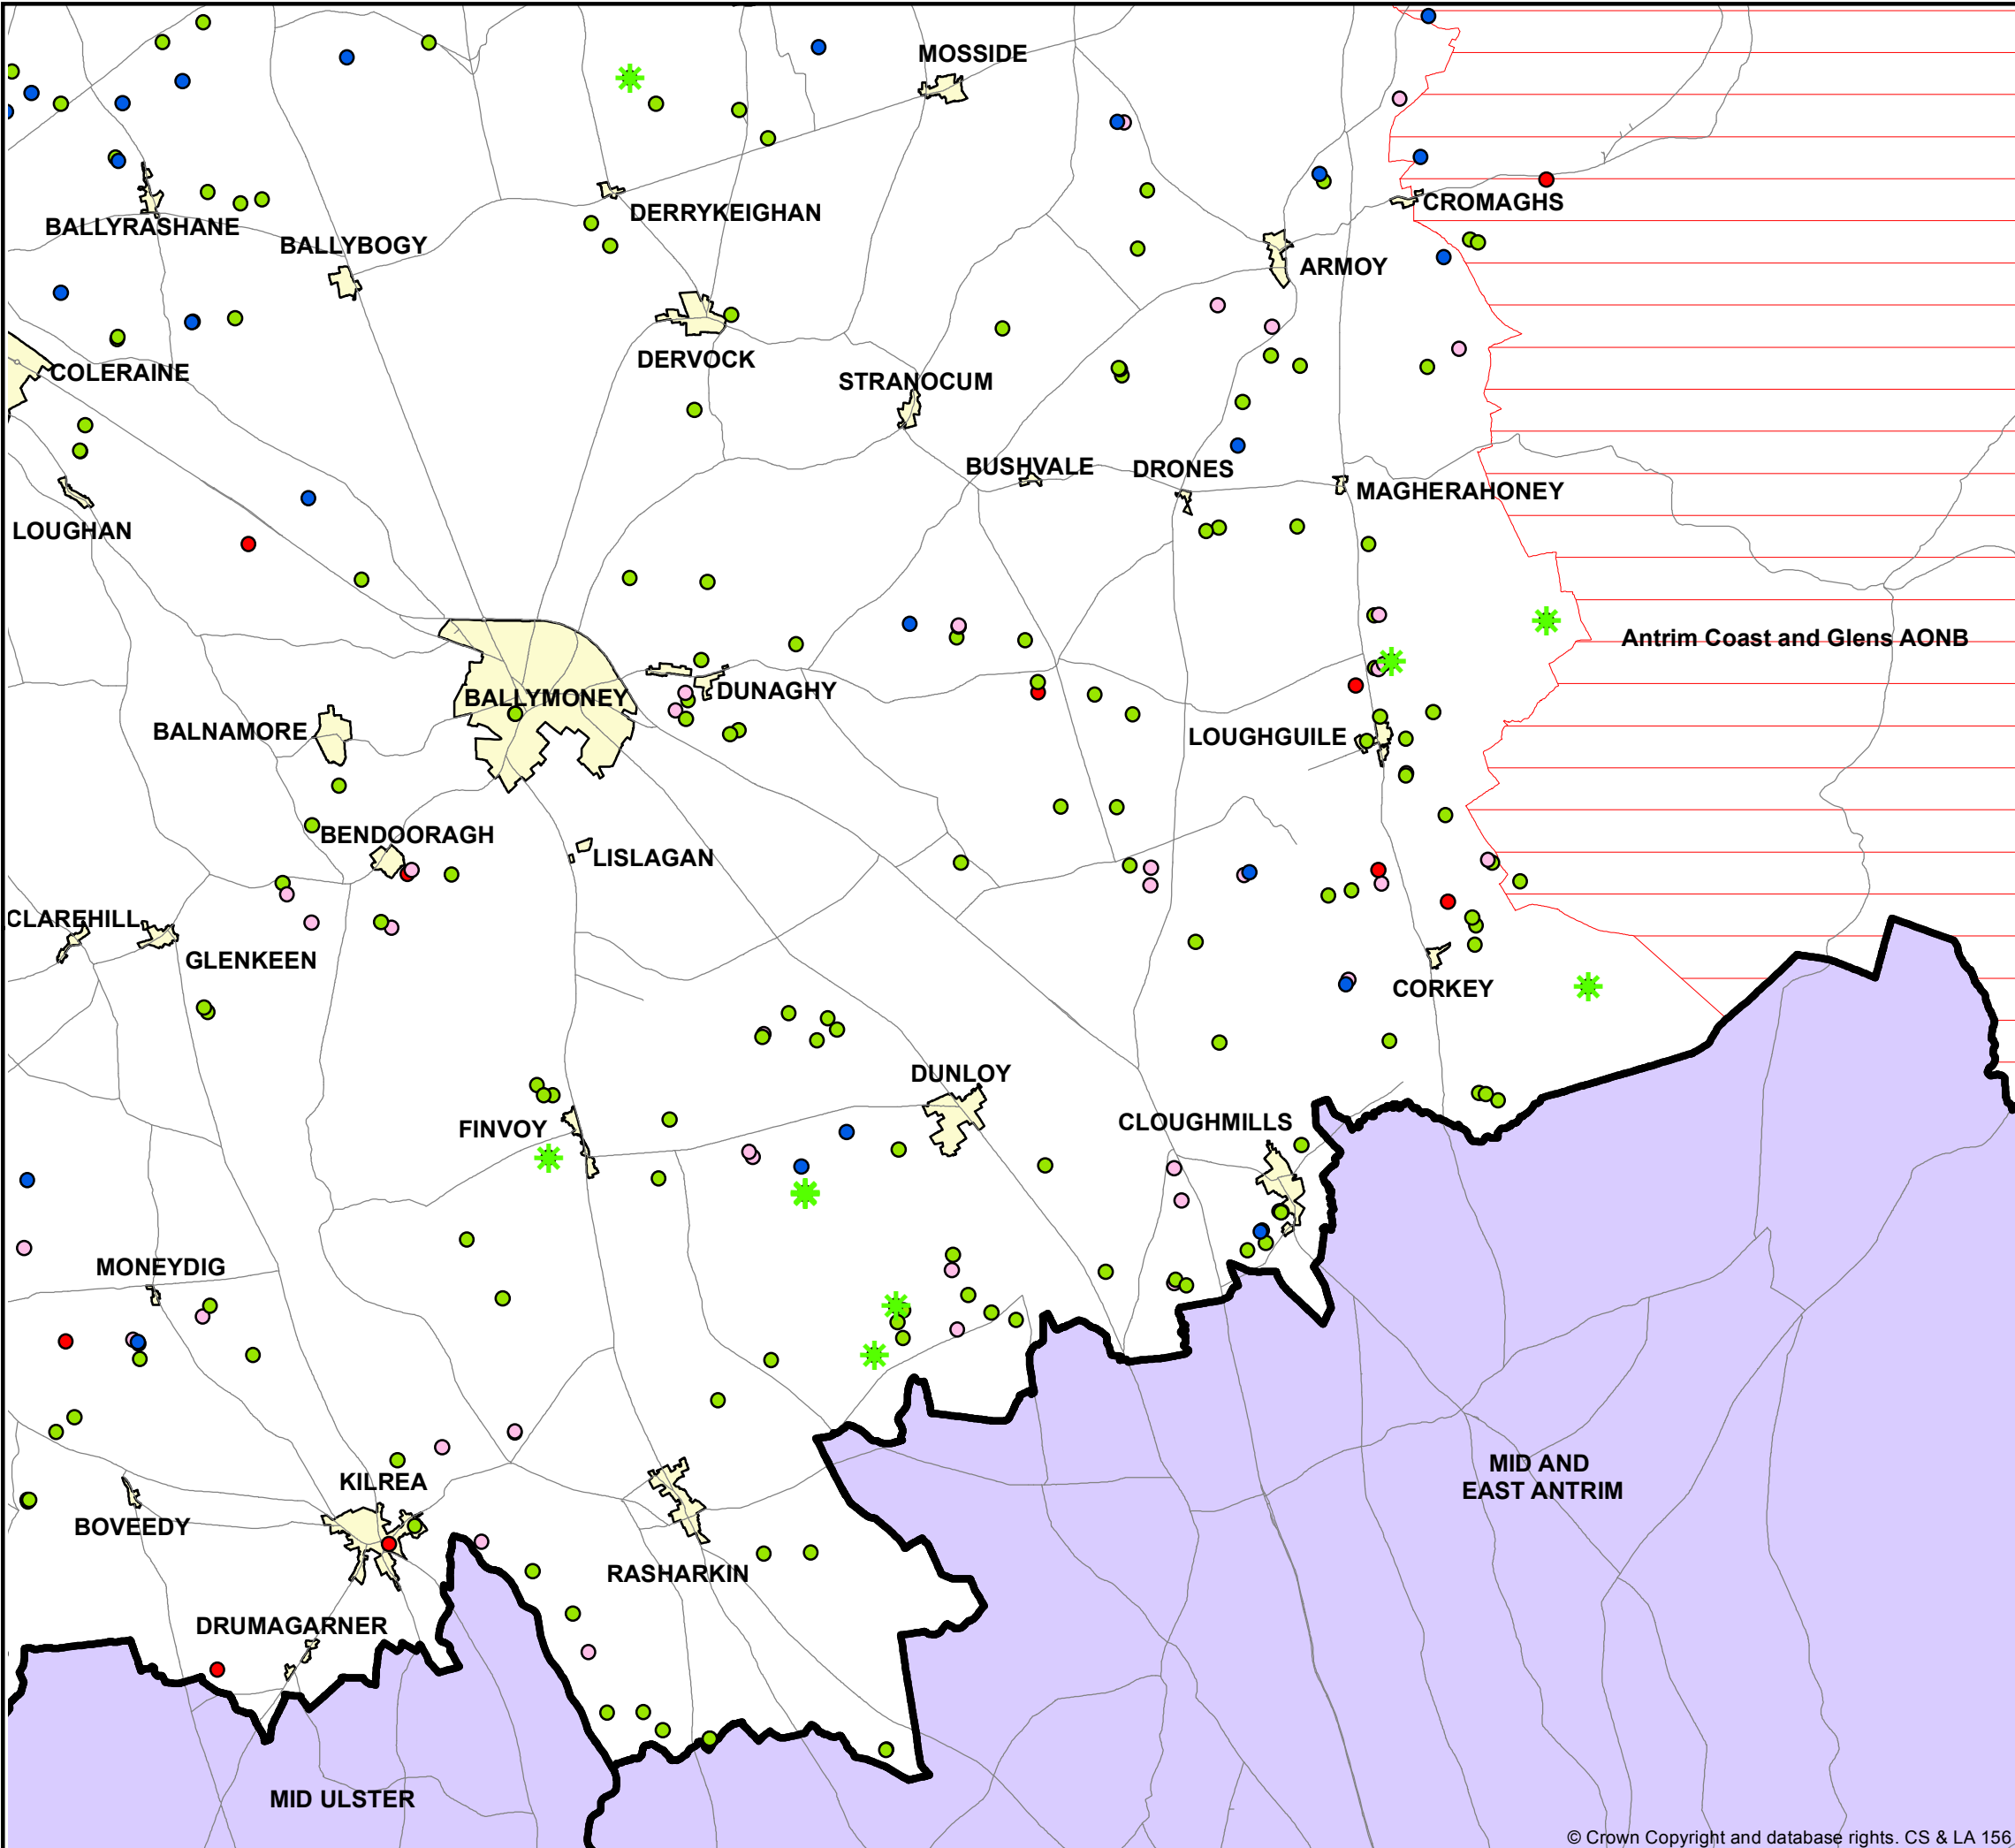 MOSSIDE
CROMAGHS
DERRYKEIGHAN
BALLYRASHANE
BALLYBOGY
ARMOY
DERVOCK
COLERAINE
STRANOCUM
BUSHVALE
DRONES
MAGHERAHONEY
LOUGHAN
Antrim Coast and Glens AONB
DUNAGHY
BALLYMONEY
BALNAMORE
LOUGHGUILE
BENDOORAGH
LISLAGAN
CLAREHILL
GLENKEEN
CORKEY
DUNLOY
CLOUGHMILLS
FINVOY
MONEYDIG
MID AND
EAST ANTRIM
KILREA
BOVEEDY
RASHARKIN
DRUMAGARNER
MID ULSTER
© Crown Copyright and database rights. CS & LA 156